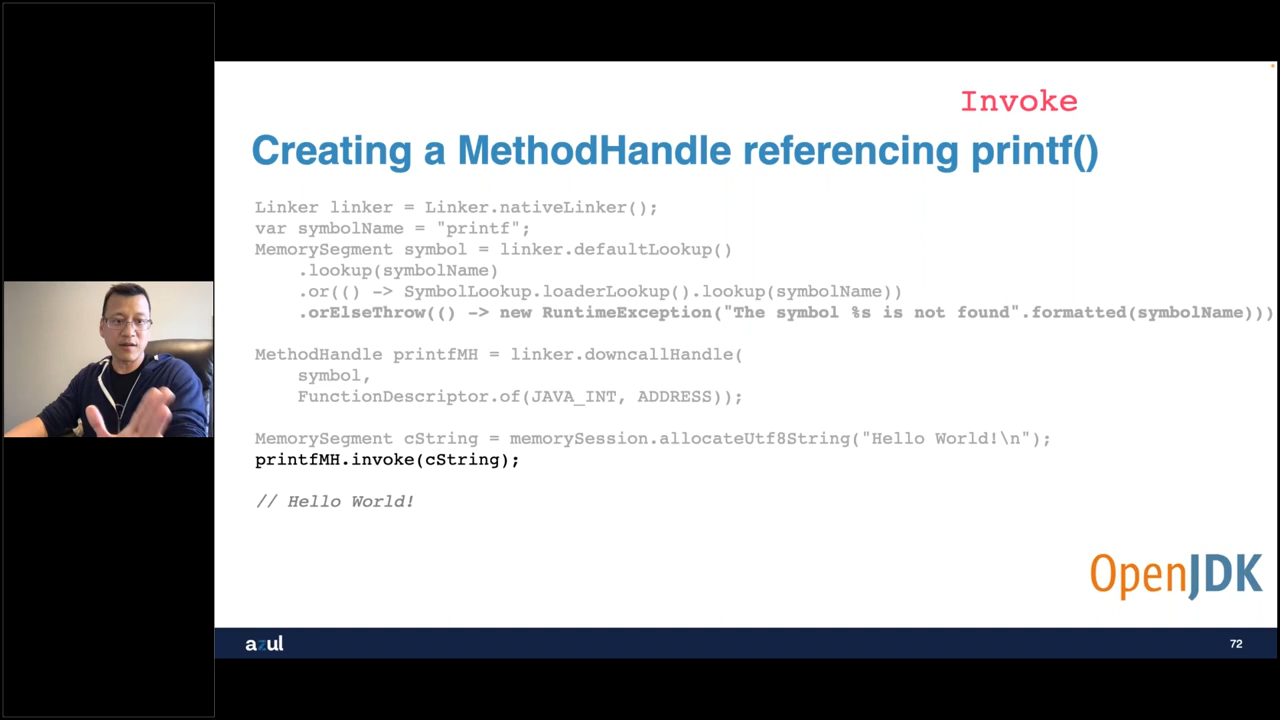 Invoke
Creating a MethodHandle referencing printf()
Linker linker = Linker.nativeLinker();
var symbolName = "printf";
MemorySegment symbol = linker.defaultLookup()
.lookup(symbolName)
.or(() -> SymbolLookup.loaderLookup().lookup(symbolName))
.orElseThrow(() -> new RuntimeException("The symbol %s is not found".formatted(symbolName)))
MethodHandle printfMH = linker.downcallHandle(
symbol,
FunctionDescriptor.of(JAVA_INT, ADDRESS));
MemorySegment cString = memorySession.allocateUtf8String("Hello World!\n");
printfMH.invoke(cString);
// Hello World!
OpenJDK
azul
72